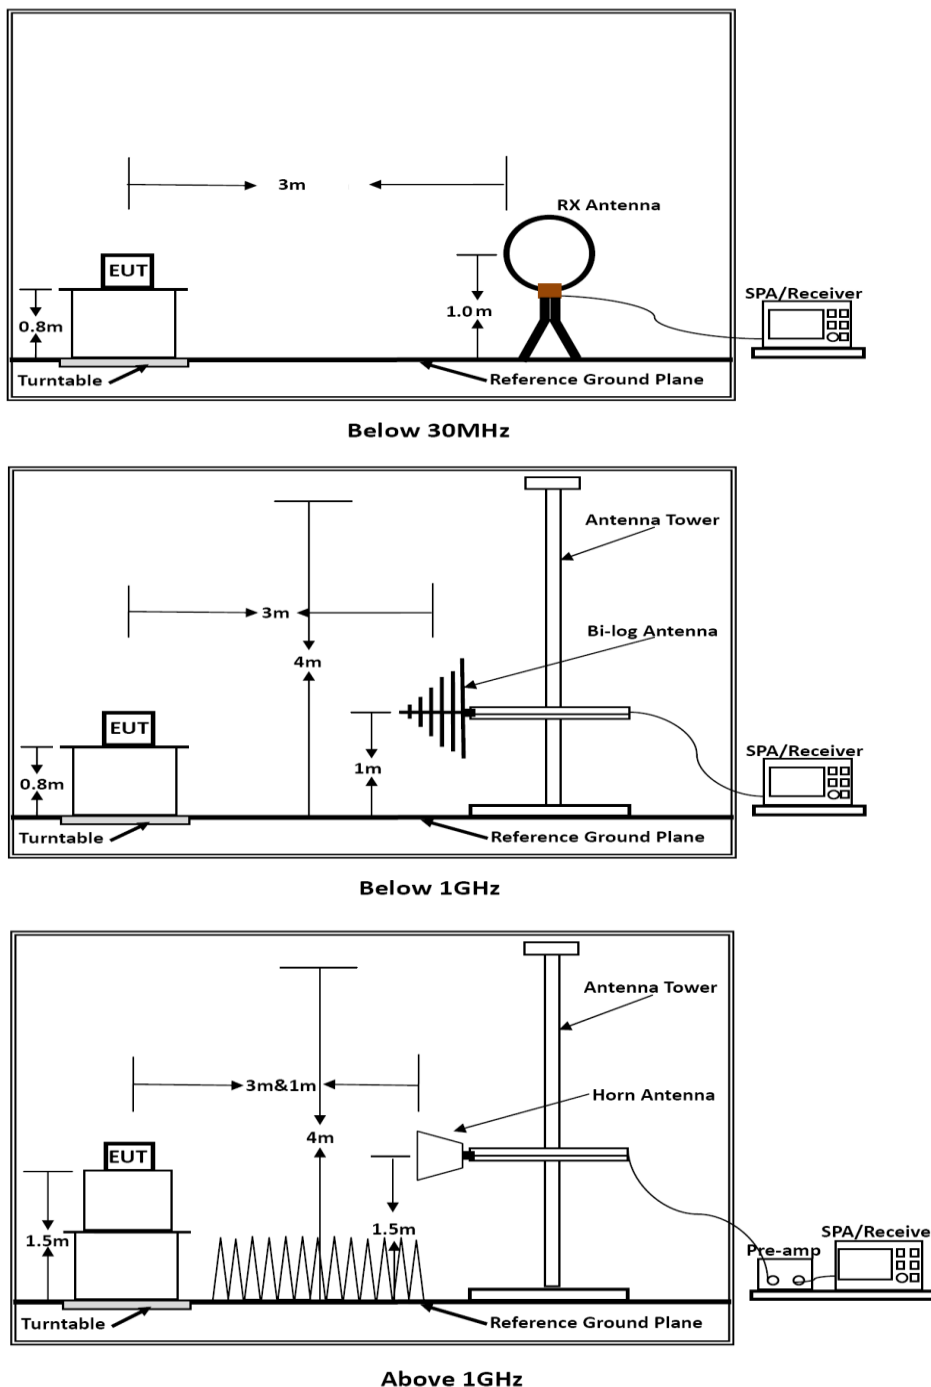 3m
RX Antenna
EUT
SPA/Receiver
1.0m
0.8m
Turntable
Reference Ground Plane
Below 30MHz
Antenna Tower
3m
Bi-log Antenna
4m
EUT
SPA/Receiver
1m
0.8m
Turntable
Reference Ground Plane
Below 1GHz
Antenna Tower
3m&1m
Horn Antenna
4m
EUT
1.5m
SPA/Receive
1.5m
Pre-amp
Turntable
Reference Ground Plane
Above 1GHz